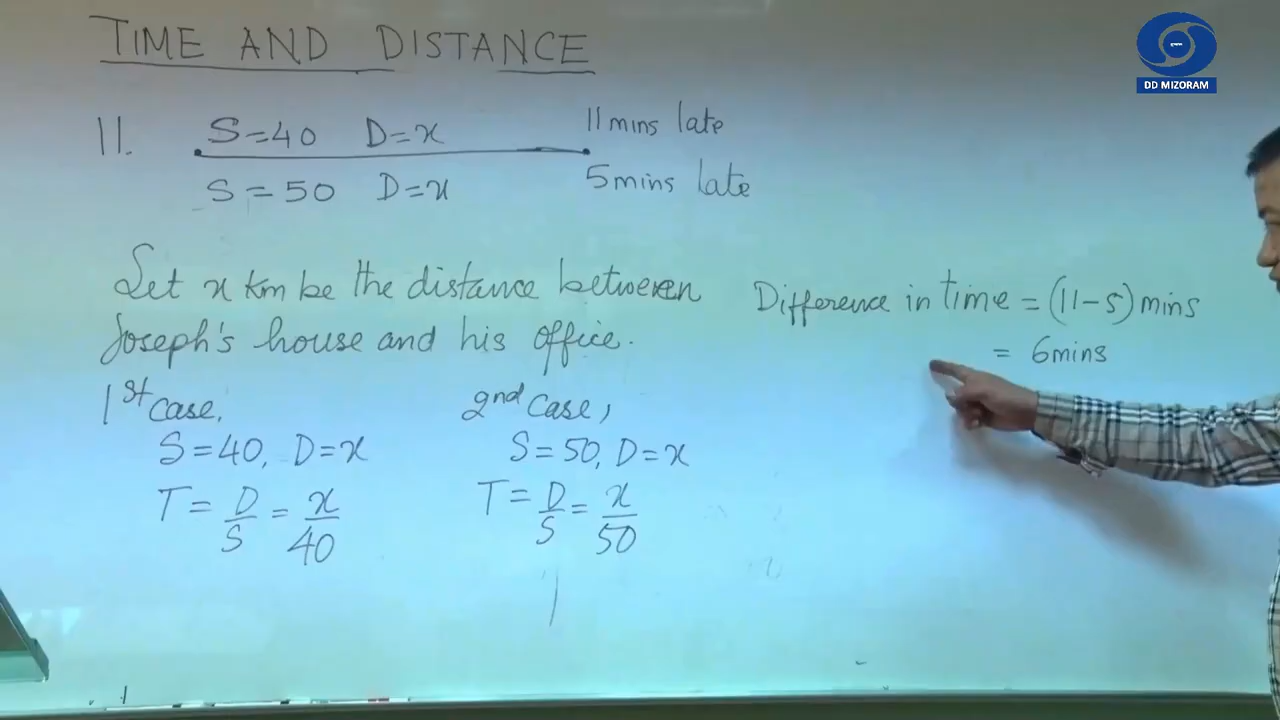 TIME AND DISTANCE
DD MIZORAM
11. S=40 D=x 11mins late
S=50 D=x 5mins late
Let x km be the distance between
Joseph's house and his office.
Difference in time = (11-5) mins
= 6mins
1st case,
S=40, D=x
T= D/S = x/40
2nd case,
S=50, D=x
T= D/S = x/50